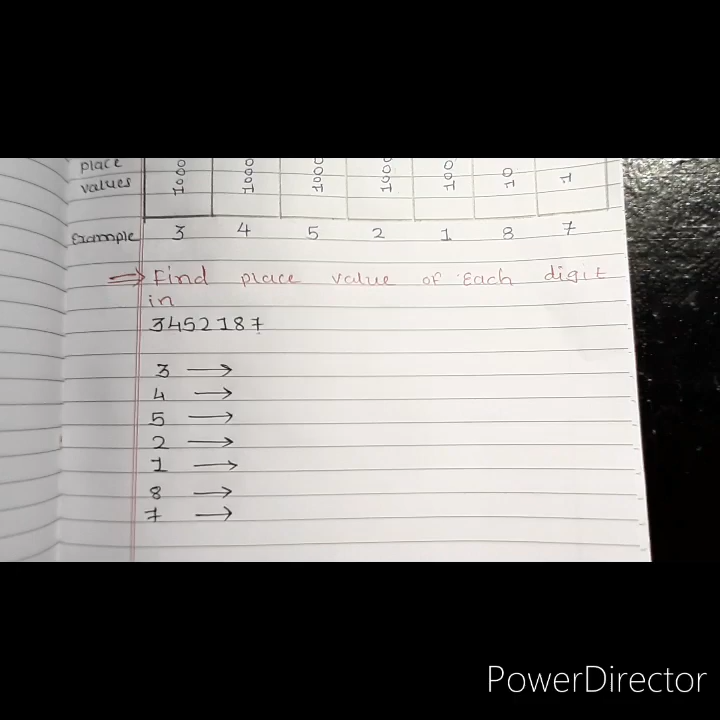 place
values
Example 3 4 5 2 1 8 7
⇒ Find place value of Each digit
in
3452187
3 →
4 →
5 →
2 →
1 →
8 →
7 →
PowerDirector